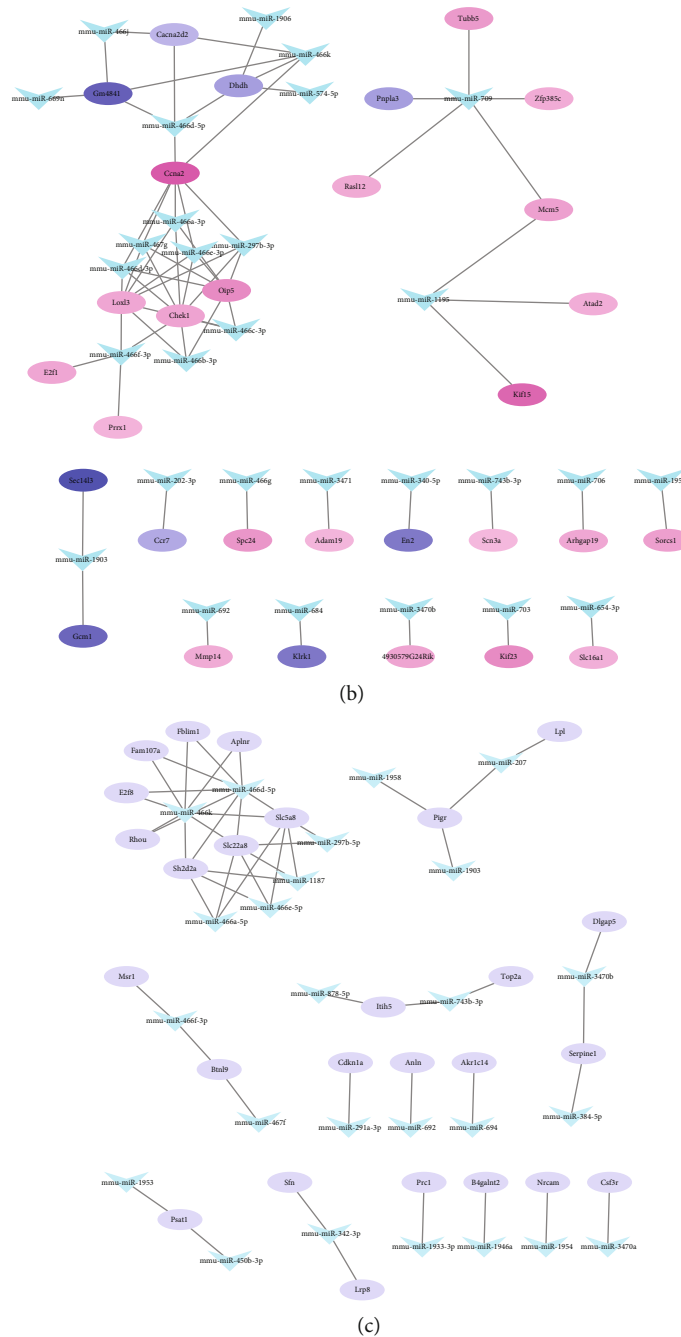 mmu-miR-1906
mmu-miR-466j
Cacna2d2
mmu-miR-466k
Dhdh
mmu-miR-669n
Gm4841
mmu-miR-574-5p
mmu-miR-466d-5p
Ccna2
mmu-miR-466a-3p
mmu-miR-467g
mmu-miR-297b-3p
mmu-miR-466e-3p
mmu-miR-466d-3p
Oip5
Loxl3
Chek1
mmu-miR-466c-3p
mmu-miR-466f-3p
mmu-miR-466b-3p
E2f1
Prrx1
Tubb5
Pnpla3
mmu-miR-709
Zfp385c
Rasl12
Mcm5
mmu-miR-1195
Atad2
Kif15
Sec14l3
mmu-miR-202-3p
mmu-miR-466g
mmu-miR-3471
mmu-miR-340-5p
mmu-miR-743b-3p
mmu-miR-706
mmu-miR-195
Ccr7
Spc24
Adam19
En2
Scn3a
Arhgap19
Sorcs1
mmu-miR-1903
mmu-miR-692
mmu-miR-684
mmu-miR-3470b
mmu-miR-703
mmu-miR-654-3p
Gcm1
Mmp14
Klrk1
4930579G24Rik
Kif23
Slc16a1
(b)
Fblim1
Aplnr
Fam107a
E2f8
mmu-miR-466d-5p
mmu-miR-466k
Slc5a8
Rhou
Slc22a8
mmu-miR-297b-5p
Sh2d2a
mmu-miR-1187
mmu-miR-466e-5p
mmu-miR-466a-5p
Lpl
mmu-miR-207
mmu-miR-1958
Pigr
mmu-miR-1903
Dlgap5
Msr1
Top2a
mmu-miR-3470b
mmu-miR-878-5p
mmu-miR-743b-3p
Itih5
mmu-miR-466f-3p
Serpine1
Btnl9
Cdkn1a
Anln
Akr1c14
mmu-miR-384-5p
mmu-miR-467f
mmu-miR-291a-3p
mmu-miR-692
mmu-miR-694
mmu-miR-1953
Sfn
Prc1
B4galnt2
Nrcam
Csf3r
Psat1
mmu-miR-342-3p
mmu-miR-450b-3p
mmu-miR-1933-3p
mmu-miR-1946a
mmu-miR-1954
mmu-miR-3470a
Lrp8
(c)